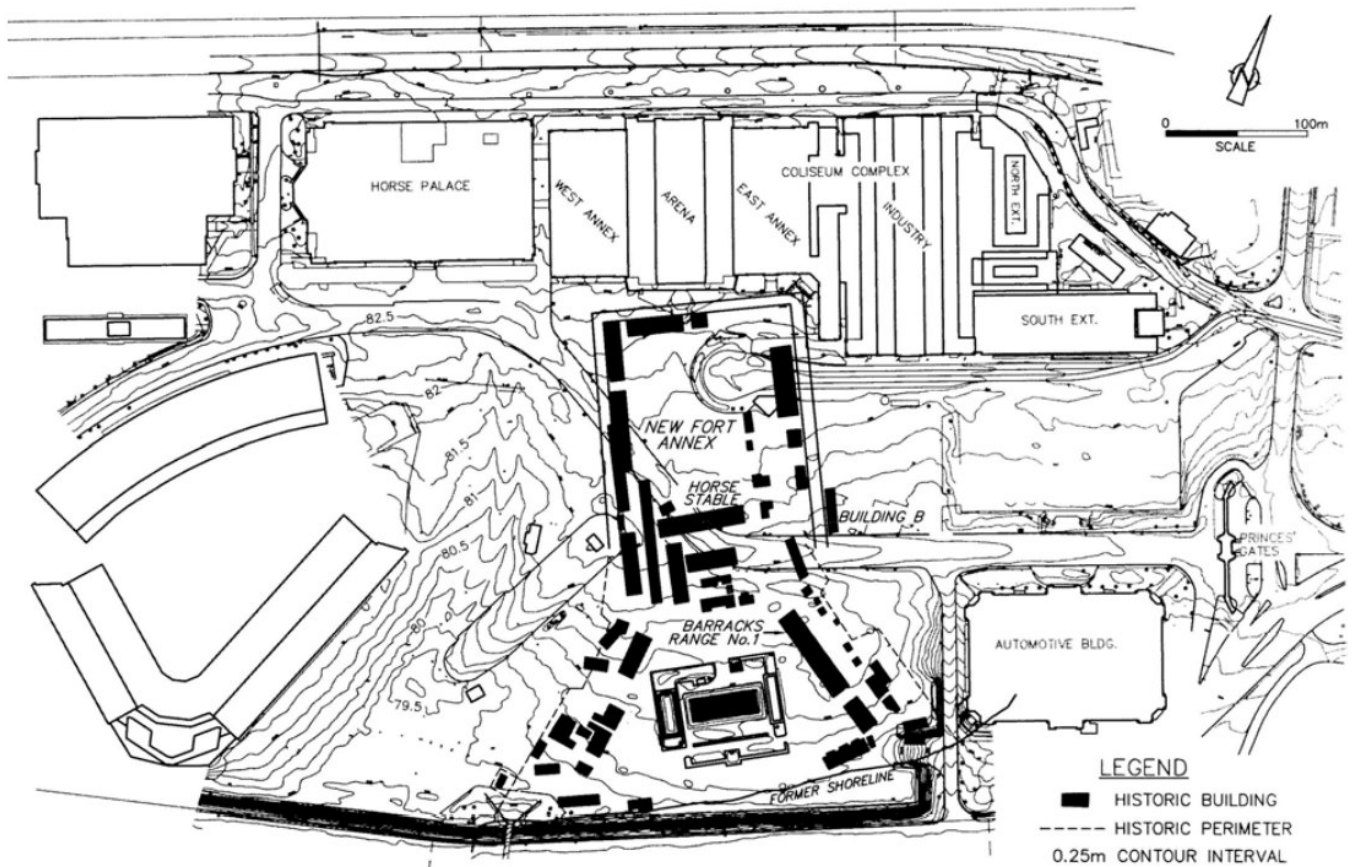 0 100m
SCALE
HORSE PALACE
WEST ANNEX
ARENA
EAST ANNEX
COLISEUM COMPLEX
INDUSTRY
NORTH EXT.
SOUTH EXT.
82.5
82
81.5
81
80.5
80
79.5
NEW FORT
ANNEX
HORSE
STABLE
BUILDING B
PRINCES'
GATES
BARRACKS
RANGE No.1
AUTOMOTIVE BLDG.
FORMER SHORELINE
LEGEND
HISTORIC BUILDING
HISTORIC PERIMETER
0.25m CONTOUR INTERVAL